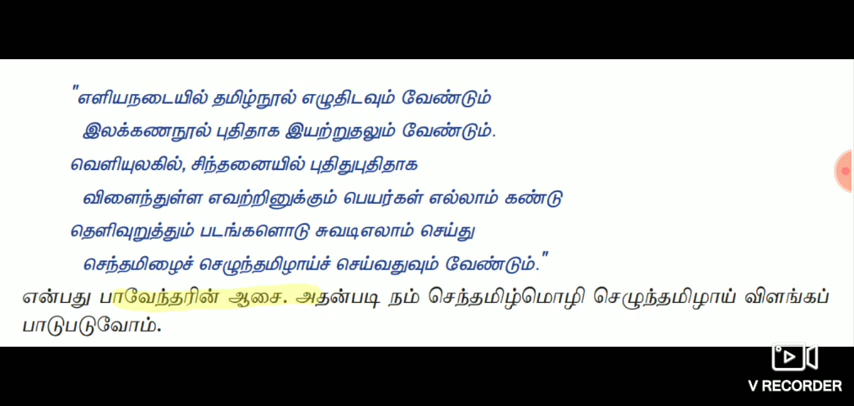 "எளியநடையில் தமிழ்நூல் எழுதிடவும் வேண்டும்
இலக்கணநூல் புதிதாக இயற்றுதலும் வேண்டும்.
வெளியுலகில், சிந்தனையில் புதிதுபுதிதாக
விளைந்துள்ள எவற்றினுக்கும் பெயர்கள் எல்லாம் கண்டு
தெளிவுறுத்தும் படங்களொடு சுவடிஎலாம் செய்து
செந்தமிழைச் செழுந்தமிழாய்ச் செய்வதுவும் வேண்டும்."
என்பது பாவேந்தரின் ஆசை. அதன்படி நம் செந்தமிழ்மொழி செழுந்தமிழாய் விளங்கப்
பாடுபடுவோம்.
V RECORDER